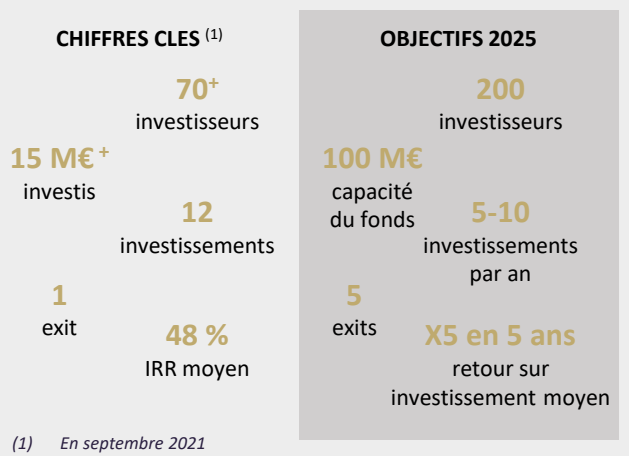 CHIFFRES CLES (1)
70+
investisseurs
15 M€ +
investis
12
investissements
1
exit
48 %
IRR moyen
(1) En septembre 2021
OBJECTIFS 2025
200
investisseurs
100 M€
capacité
du fonds
5-10
investissements
par an
5
exits
X5 en 5 ans
retour sur
investissement moyen